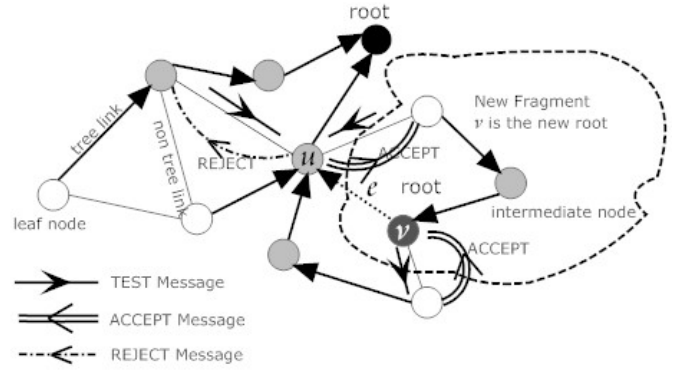 root
tree link
non tree link
REJECT
u
ACCEPT
New Fragment
v is the new root
e
root
leaf node
v
intermediate node
ACCEPT
TEST Message
ACCEPT Message
REJECT Message